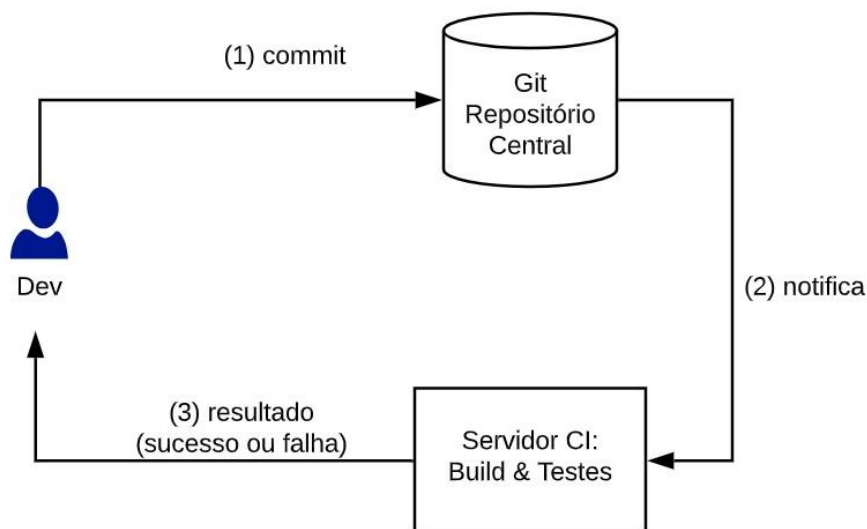 (1) commit
Git
Repositório
Central
Dev
(2) notifica
(3) resultado
(sucesso ou falha)
Servidor CI:
Build & Testes